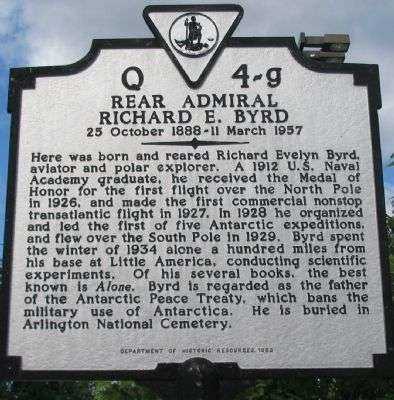 Q 4-9
REAR ADMIRAL
RICHARD E. BYRD
25 October 1888-11 March 1957
Here was born and reared Richard Evelyn Byrd,
aviator and polar explorer. A 1912 U.S. Naval
Academy graduate, he received the Medal of
Honor for the first flight over the North Pole
in 1926, and made the first commercial nonstop
transatlantic flight in 1927. In 1928 he organized
and led the first of five Antarctic expeditions,
and flew over the South Pole in 1929. Byrd spent
the winter of 1934 alone a hundred miles from
his base at Little America, conducting scientific
experiments. Of his several books, the best
known is Alone. Byrd is regarded as the father
of the Antarctic Peace Treaty, which bans the
military use of Antarctica. He is buried in
Arlington National Cemetery.
DEPARTMENT OF HISTORIC RESOURCES,